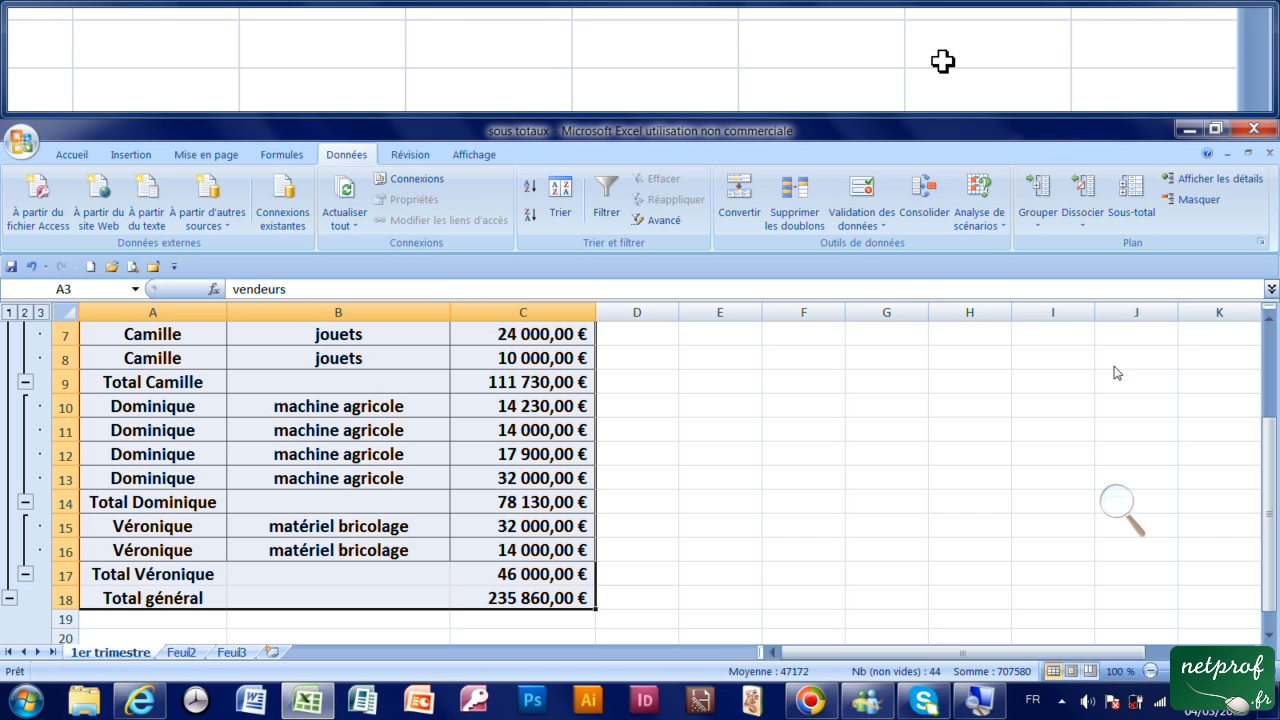 sous totaux - Microsoft Excel utilisation non commerciale
Accueil Insertion Mise en page Formules Données Révision Affichage
À partir du fichier Access
À partir du site Web
À partir du texte
À partir d'autres sources
Connexions existantes
Données externes
Actualiser tout
Connexions
Propriétés
Modifier les liens d'accès
Connexions
Trier
Filtrer
Effacer
Réappliquer
Avancé
Trier et filtrer
Convertir
Supprimer les doublons
Validation des données
Consolider
Analyse de scénarios
Outils de données
Grouper
Dissocier
Sous-total
Afficher les détails
Masquer
Plan
A3 fx vendeurs
1 2 3 A B C D E F G H I J K
7 Camille jouets 24 000,00 €
8 Camille jouets 10 000,00 €
9 Total Camille 111 730,00 €
10 Dominique machine agricole 14 230,00 €
11 Dominique machine agricole 14 000,00 €
12 Dominique machine agricole 17 900,00 €
13 Dominique machine agricole 32 000,00 €
14 Total Dominique 78 130,00 €
15 Véronique matériel bricolage 32 000,00 €
16 Véronique matériel bricolage 14 000,00 €
17 Total Véronique 46 000,00 €
18 Total général 235 860,00 €
19
20
1er trimestre Feuil2 Feuil3
Prêt Moyenne : 47172 Nb (non vides) : 44 Somme : 707580 100 %
Ps Ai Id FR
netprof
.fr